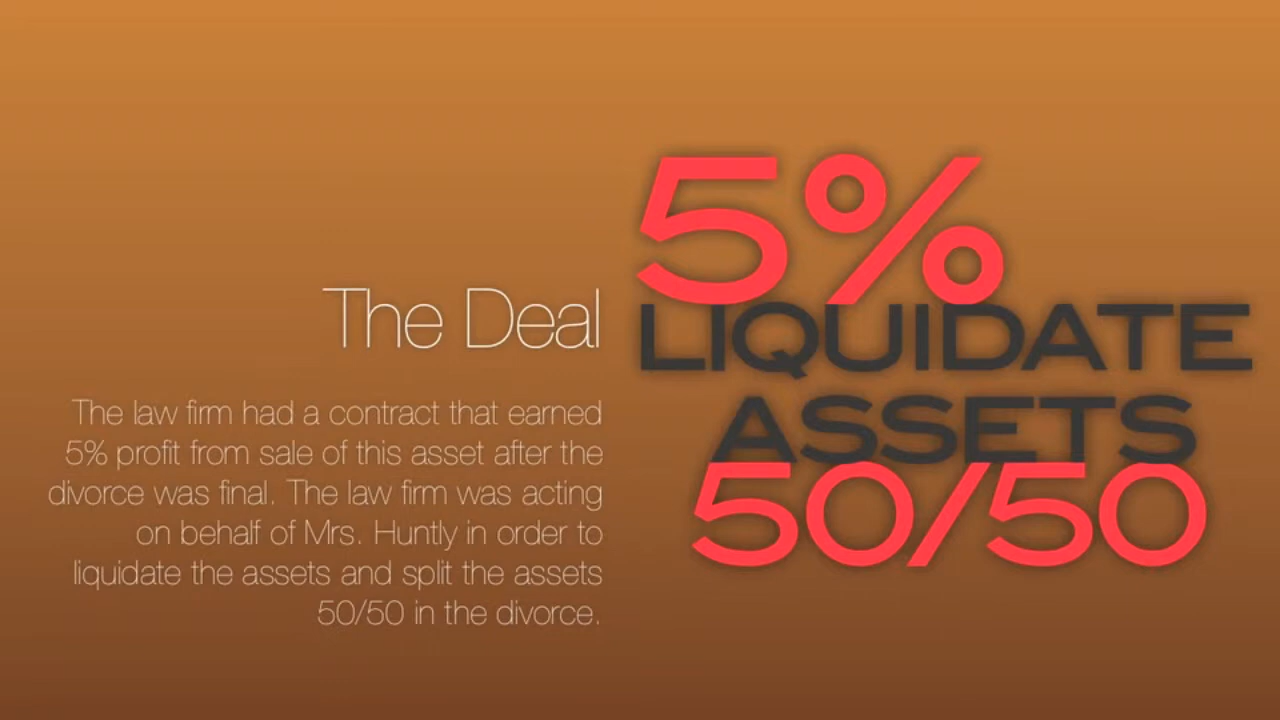 The Deal
The law firm had a contract that earned
5% profit from sale of this asset after the
divorce was final. The law firm was acting
on behalf of Mrs. Huntly in order to
liquidate the assets and split the assets
50/50 in the divorce.
5%
LIQUIDATE
ASSETS
50/50